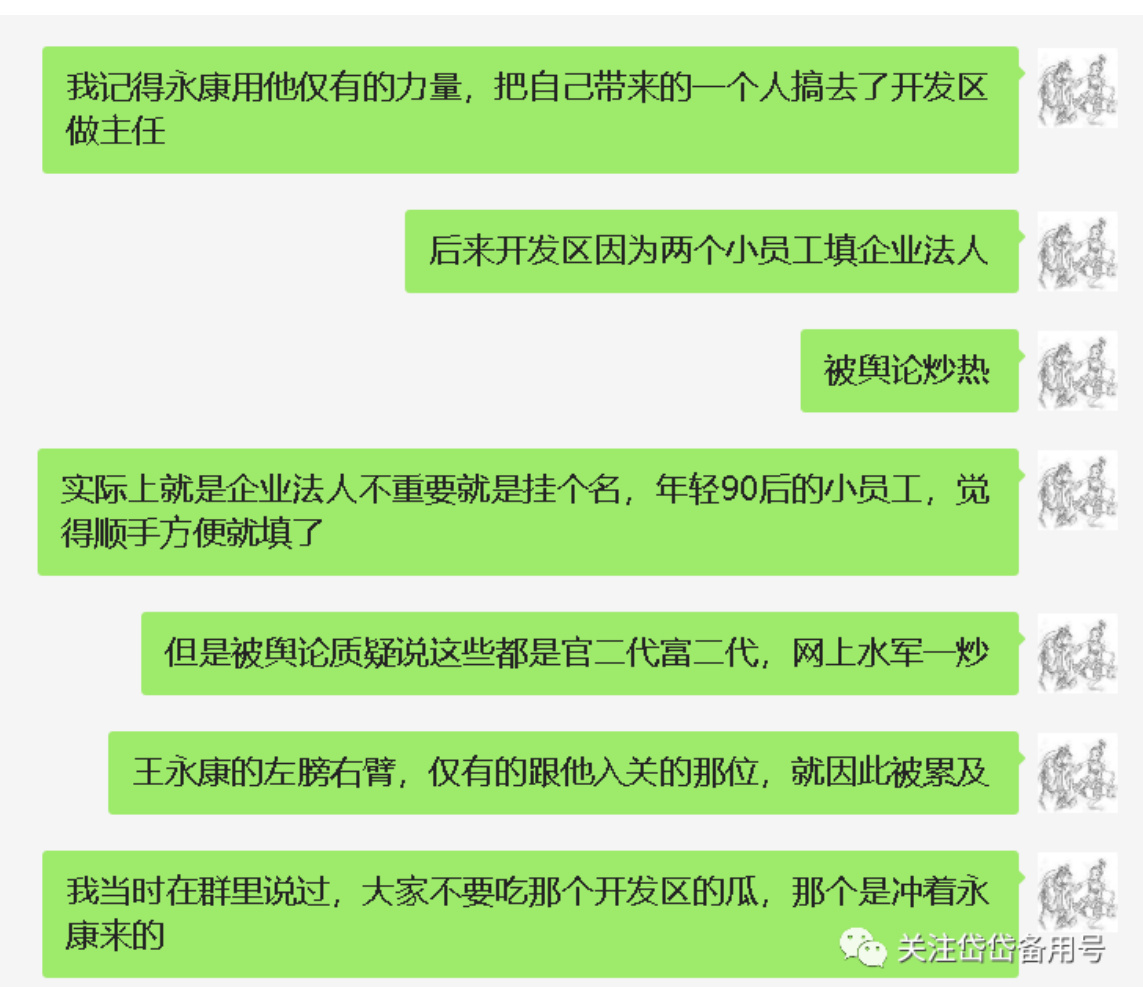 我记得永康用他仅有的力量，把自己带来的一个人搞去了开发区
做主任
后来开发区因为两个小员工填企业法人
被舆论炒热
实际上就是企业法人不重要就是挂个名，年轻90后的小员工，觉
得顺手方便就填了
但是被舆论质疑说这些都是官二代富二代，网上水军一炒
王永康的左膀右臂，仅有的跟他入关的那位，就因此被累及
我当时在群里说过，大家不要吃那个开发区的瓜，那个是冲着永
康来的
关注岱岱备用号